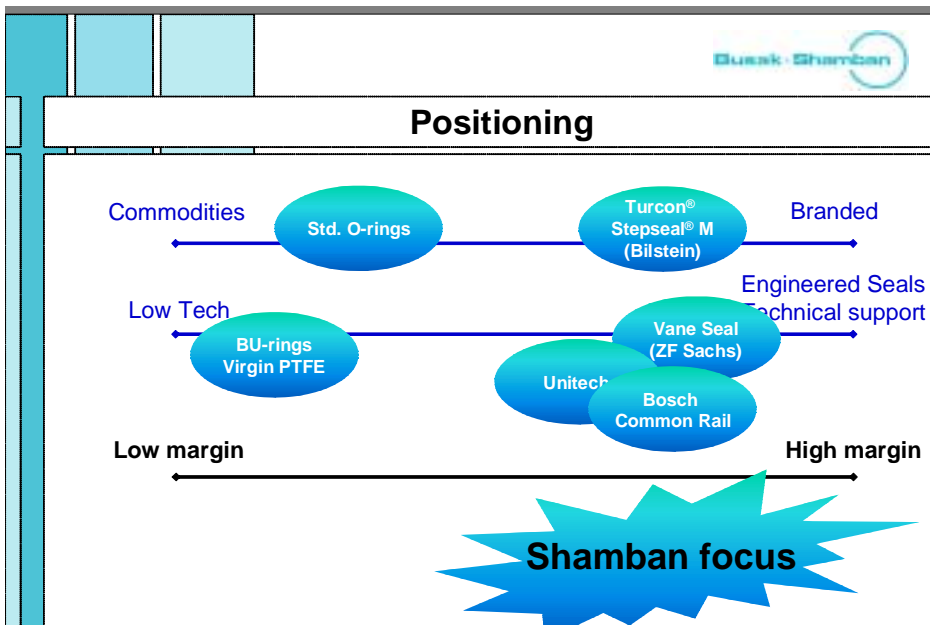 Busak+Shamban
Positioning
Commodities
Std. O-rings
Turcon®
Stepseal® M
(Bilstein)
Branded
Low Tech
BU-rings
Virgin PTFE
Unitech
Vane Seal
(ZF Sachs)
Bosch
Common Rail
Engineered Seals
Technical support
Low margin
High margin
Shamban focus